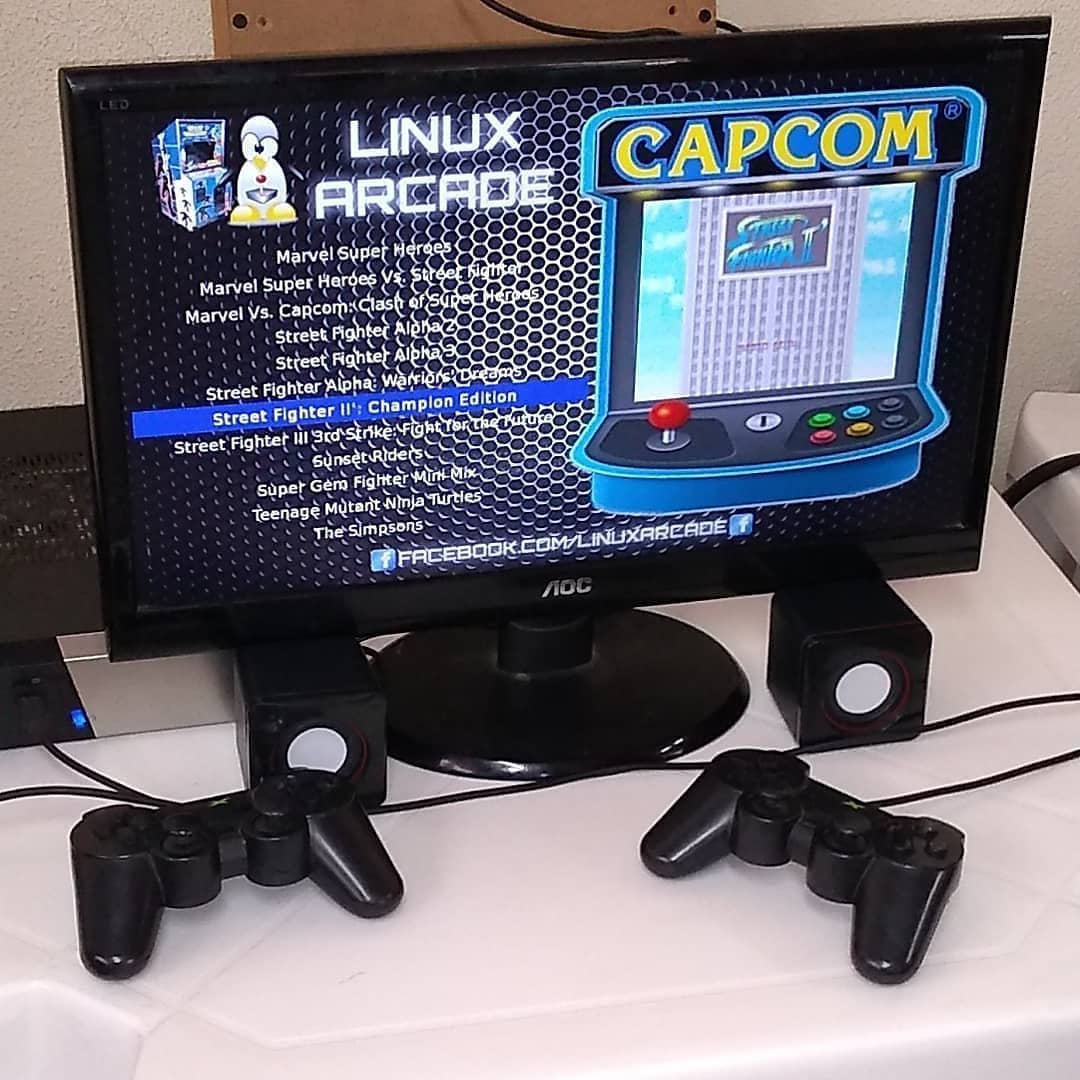 LED
LINUX
ARCADE
Marvel Super Heroes
Marvel Super Heroes Vs. Street Fighter
Marvel Vs. Capcom: Clash of Super Heroes
Street Fighter Alpha 2
Street Fighter Alpha 3
Street Fighter Alpha: Warriors' Dreams
Street Fighter II': Champion Edition
Street Fighter III 3rd Strike: Fight for the Future
Sunset Riders
Super Gem Fighter Mini Mix
Teenage Mutant Ninja Turtles
The Simpsons
f FACEBOOK.COM/LINUXARCADE f
CAPCOM®
STREET
FIGHTER II'
AOC